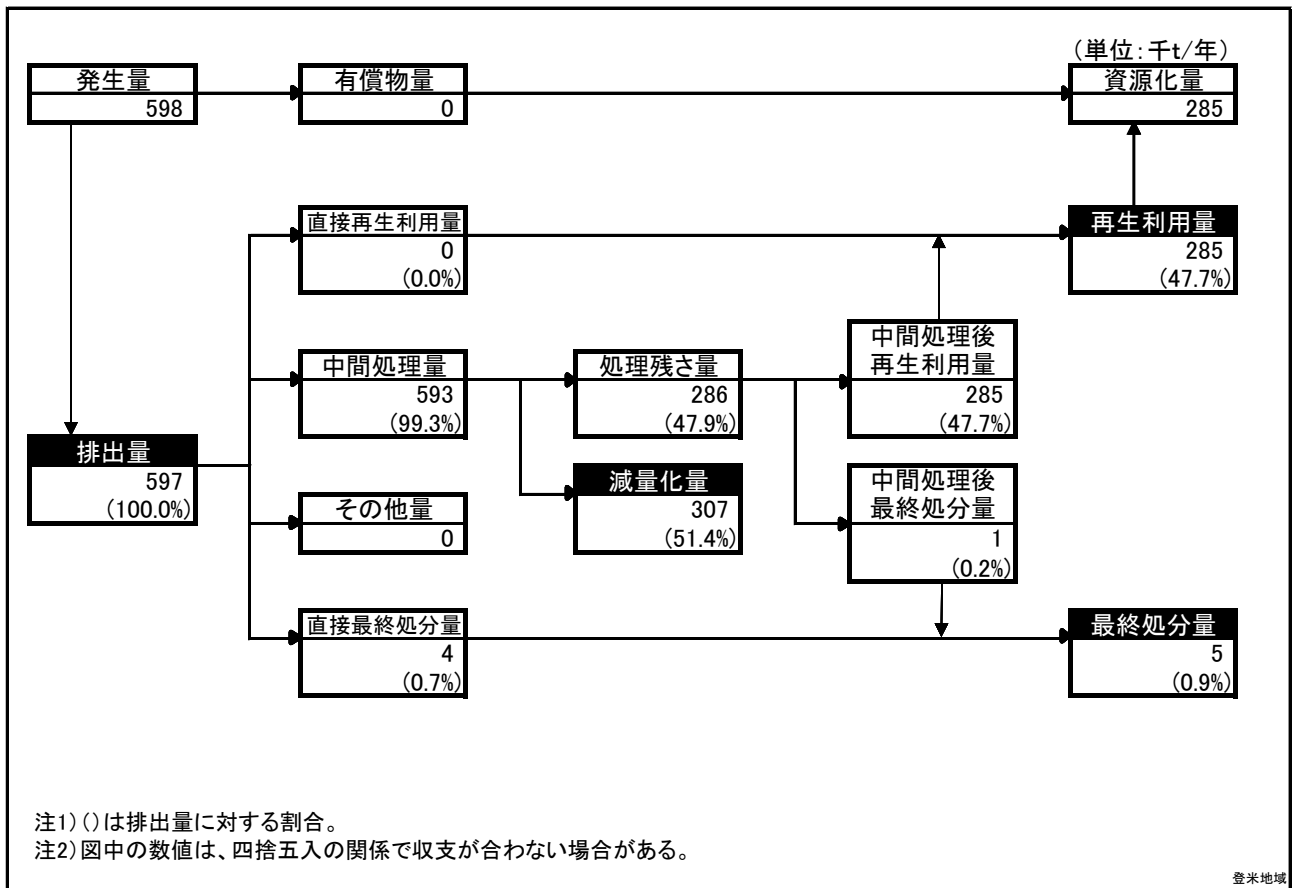 (単位:千t/年)
発生量
598
有償物量
0
資源化量
285
直接再生利用量
0
(0.0%)
再生利用量
285
(47.7%)
中間処理量
593
(99.3%)
処理残さ量
286
(47.9%)
中間処理後
再生利用量
285
(47.7%)
排出量
597
(100.0%)
その他量
0
減量化量
307
(51.4%)
中間処理後
最終処分量
1
(0.2%)
直接最終処分量
4
(0.7%)
最終処分量
5
(0.9%)
注1)()は排出量に対する割合。
注2)図中の数値は、四捨五入の関係で収支が合わない場合がある。
登米地域